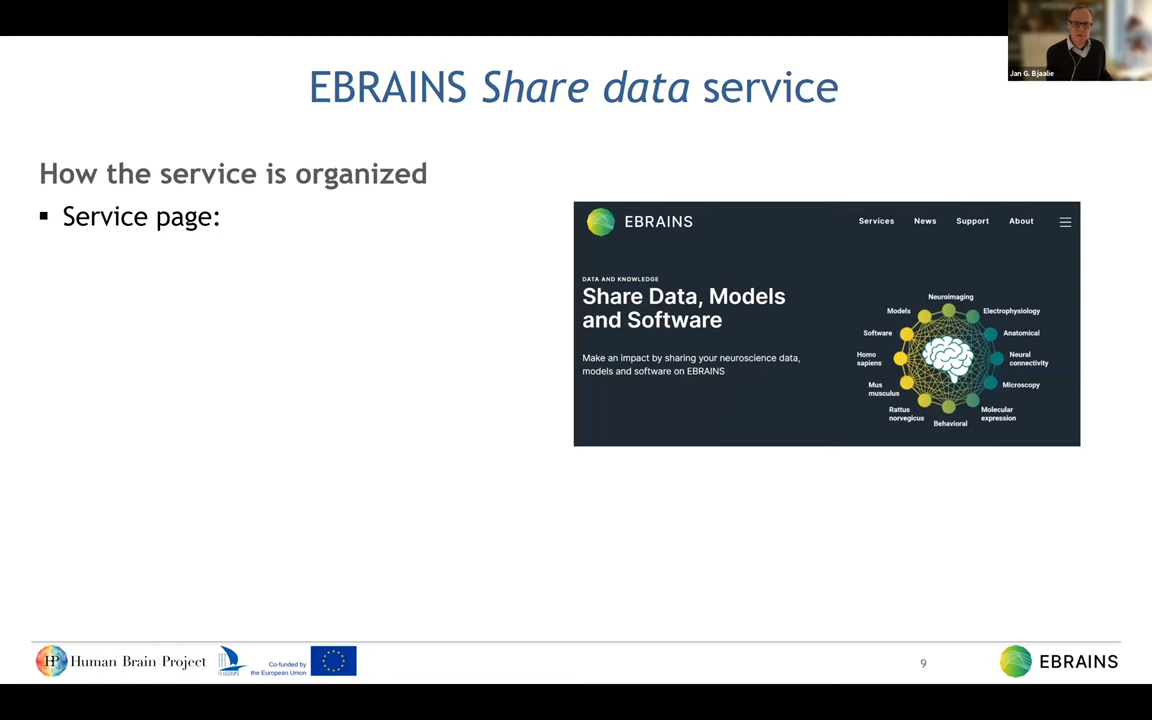 Jan G. Bjaalie
EBRAINS Share data service
How the service is organized
▪ Service page:
EBRAINS
Services News Support About
DATA AND KNOWLEDGE
Share Data, Models
and Software
Make an impact by sharing your neuroscience data,
models and software on EBRAINS
Neuroimaging
Models
Electrophysiology
Software
Anatomical
Homo
sapiens
Neural
connectivity
Mus
musculus
Microscopy
Rattus
norvegicus
Molecular
expression
Behavioral
HP
Human Brain Project
Co-funded by
the European Union
9
EBRAINS